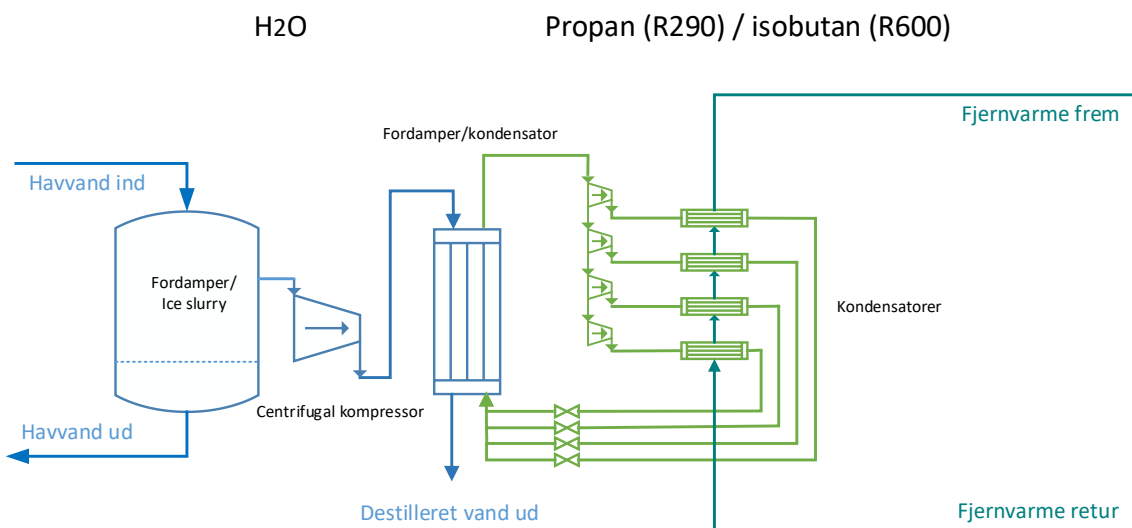 H2O
Propan (R290) / isobutan (R600)
Fjernvarme frem
Fordamper/kondensator
Havvand ind
Fordamper/
Ice slurry
Kondensatorer
Centrifugal kompressor
Havvand ud
Destilleret vand ud
Fjernvarme retur